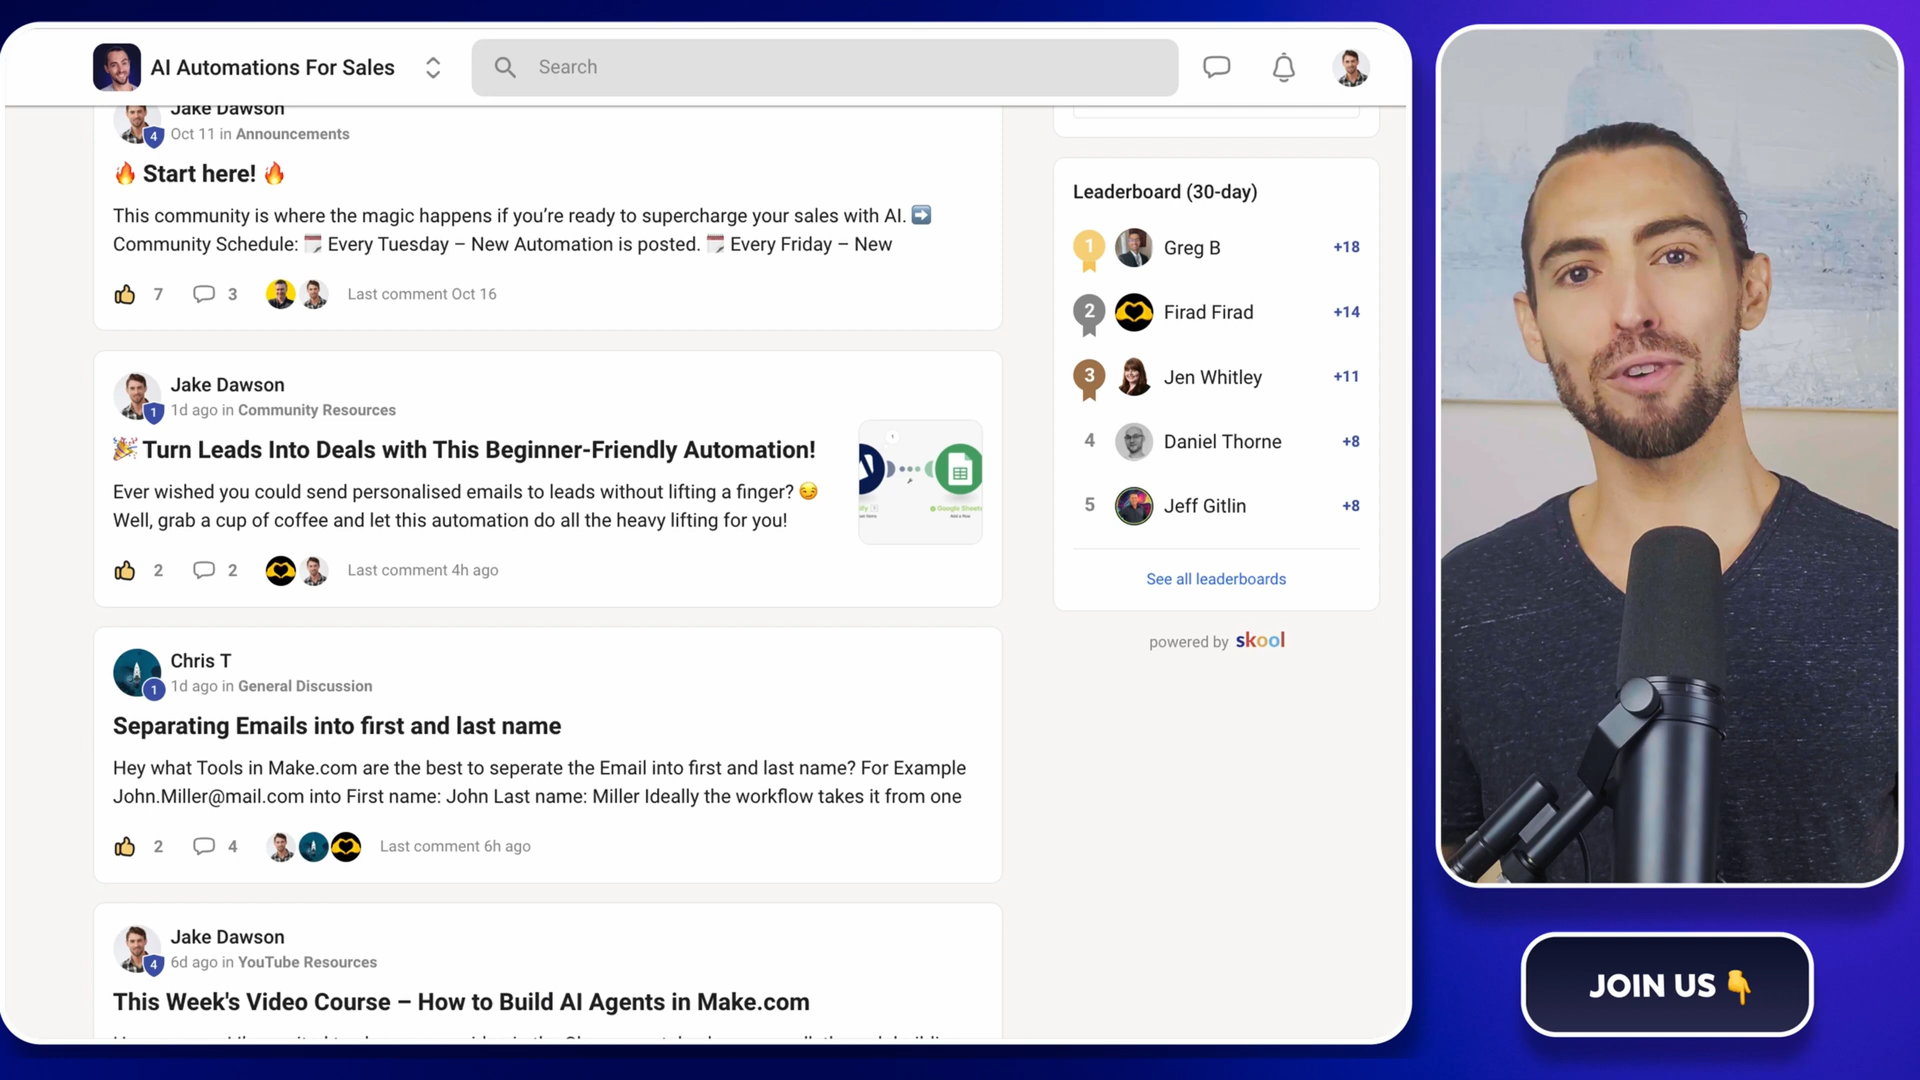 AI Automations For Sales
Search
Jake Dawson
4
Oct 11 in Announcements
🔥 Start here! 🔥
This community is where the magic happens if you’re ready to supercharge your sales with AI. ➡️
Community Schedule: 🗓️ Every Tuesday – New Automation is posted. 🗓️ Every Friday – New
7
3
Last comment Oct 16
Jake Dawson
1
1d ago in Community Resources
🎉 Turn Leads Into Deals with This Beginner-Friendly Automation!
Ever wished you could send personalised emails to leads without lifting a finger? 😏
Well, grab a cup of coffee and let this automation do all the heavy lifting for you!
Google Sheets
Add a Row
2
2
Last comment 4h ago
Chris T
1
1d ago in General Discussion
Separating Emails into first and last name
Hey what Tools in Make.com are the best to seperate the Email into first and last name? For Example
John.Miller@mail.com into First name: John Last name: Miller Ideally the workflow takes it from one
2
4
Last comment 6h ago
Jake Dawson
4
6d ago in YouTube Resources
This Week's Video Course – How to Build AI Agents in Make.com
Leaderboard (30-day)
1 Greg B +18
2 Firad Firad +14
3 Jen Whitley +11
4 Daniel Thorne +8
5 Jeff Gitlin +8
See all leaderboards
powered by skool
JOIN US 👇